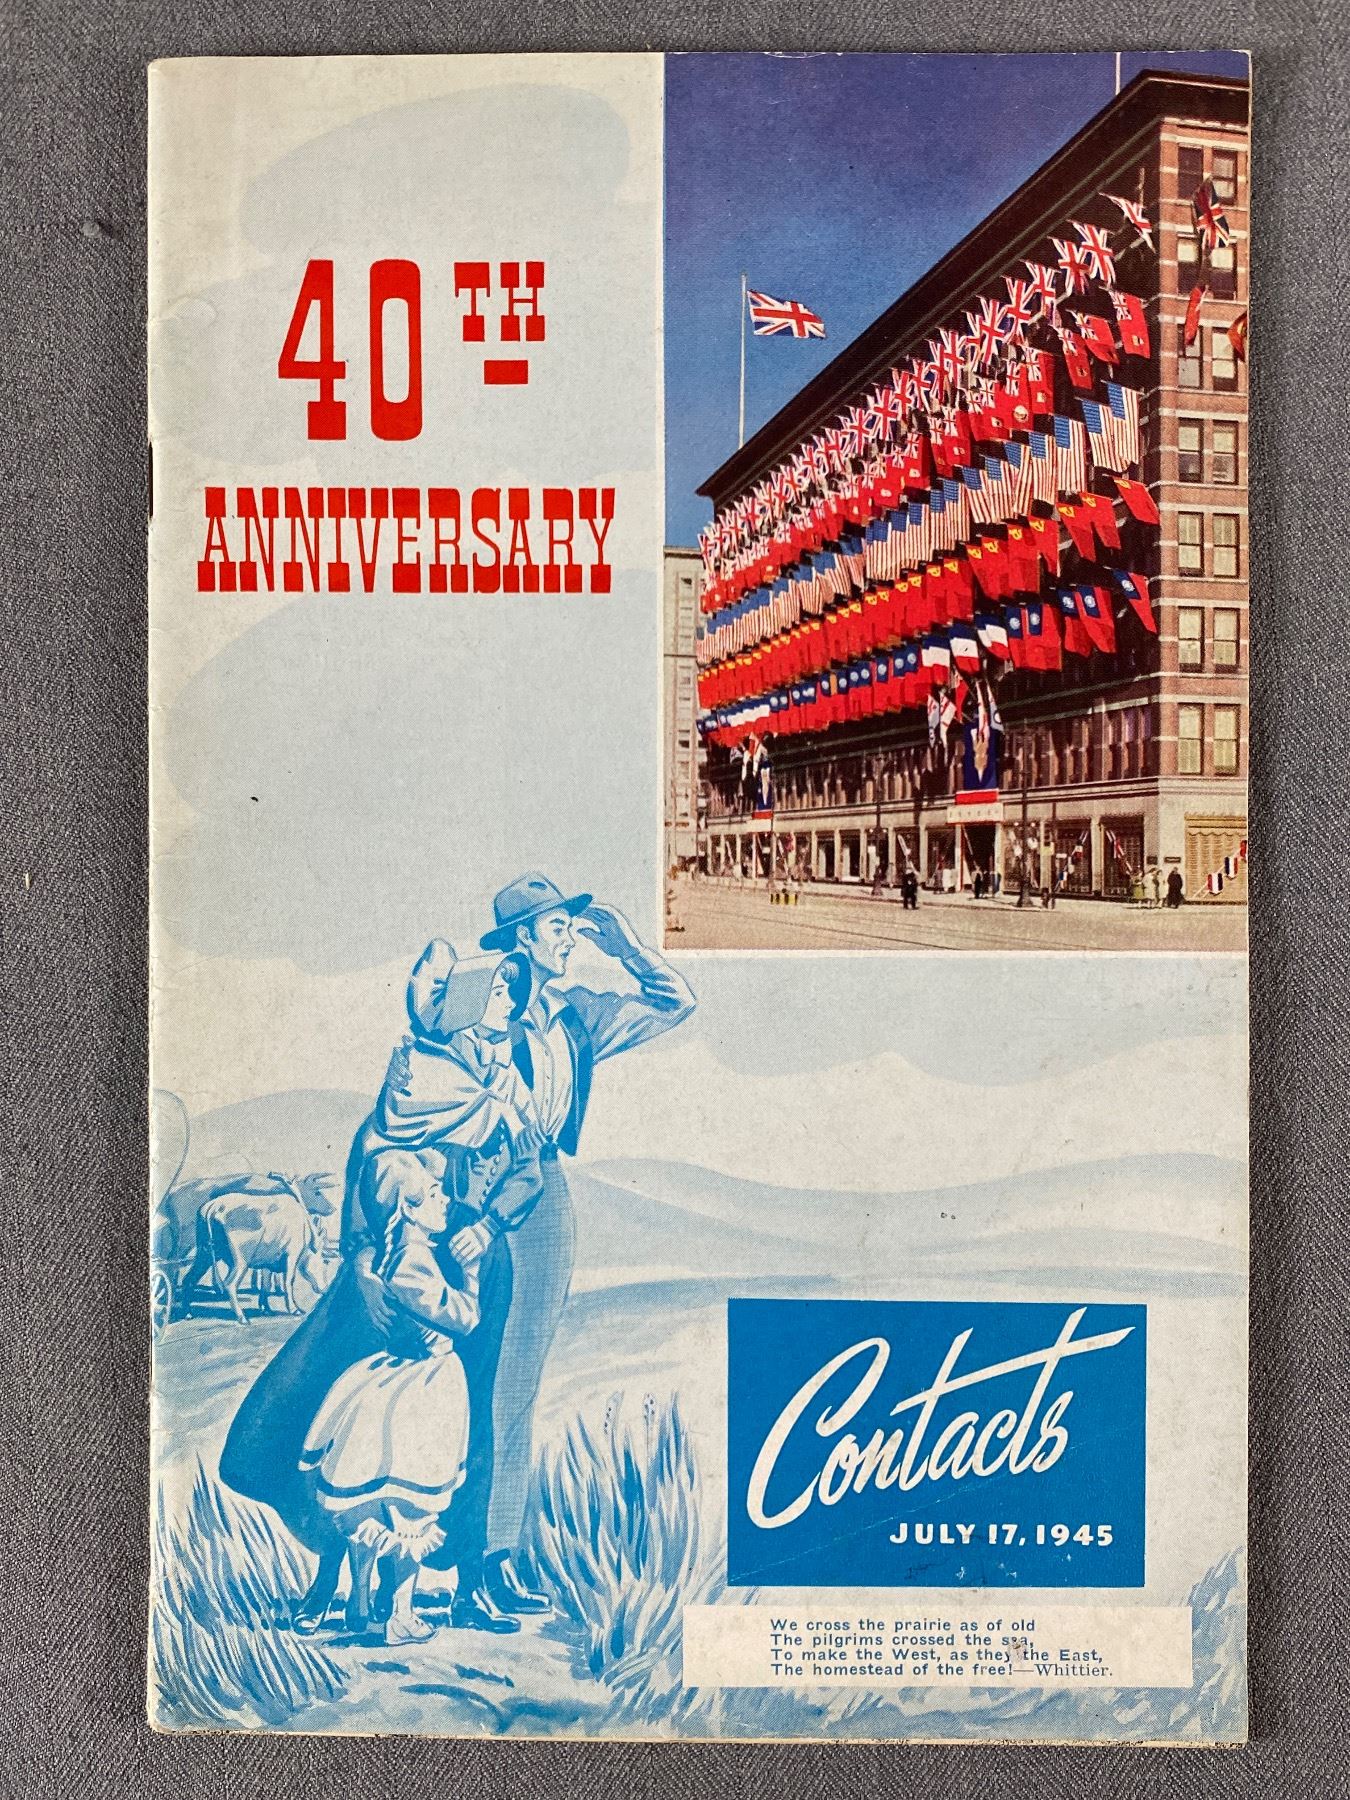 40TH
ANNIVERSARY
Contacts
JULY 17, 1945
We cross the prairie as of old
The pilgrims crossed the sea,
To make the West, as they the East,
The homestead of the free!—Whittier.